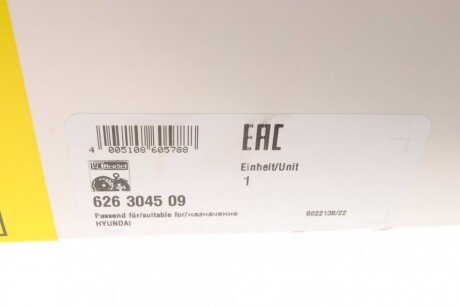 4 005108 605788
EAC
LuK RepSet
Einheit/Unit
1
626 3045 09
Passend für/suitable for/назначение
HYUNDAI
6022138/22